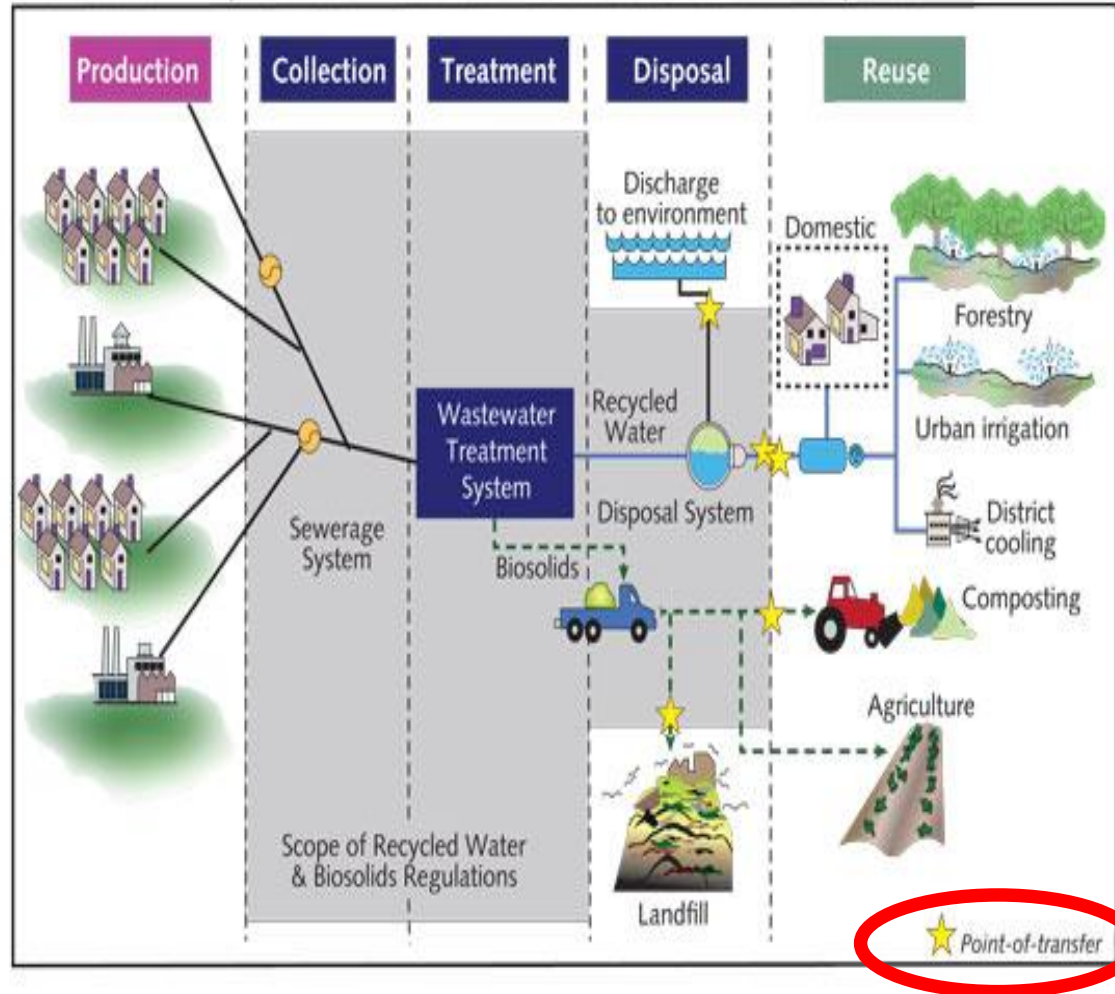 Production
Collection
Treatment
Disposal
Reuse
Discharge
to environment
Domestic
Forestry
Urban irrigation
District
cooling
Recycled
Water
Wastewater
Treatment
System
Disposal System
Sewerage
System
Biosolids
Composting
Agriculture
Scope of Recycled Water
& Biosolids Regulations
Landfill
Point-of-transfer